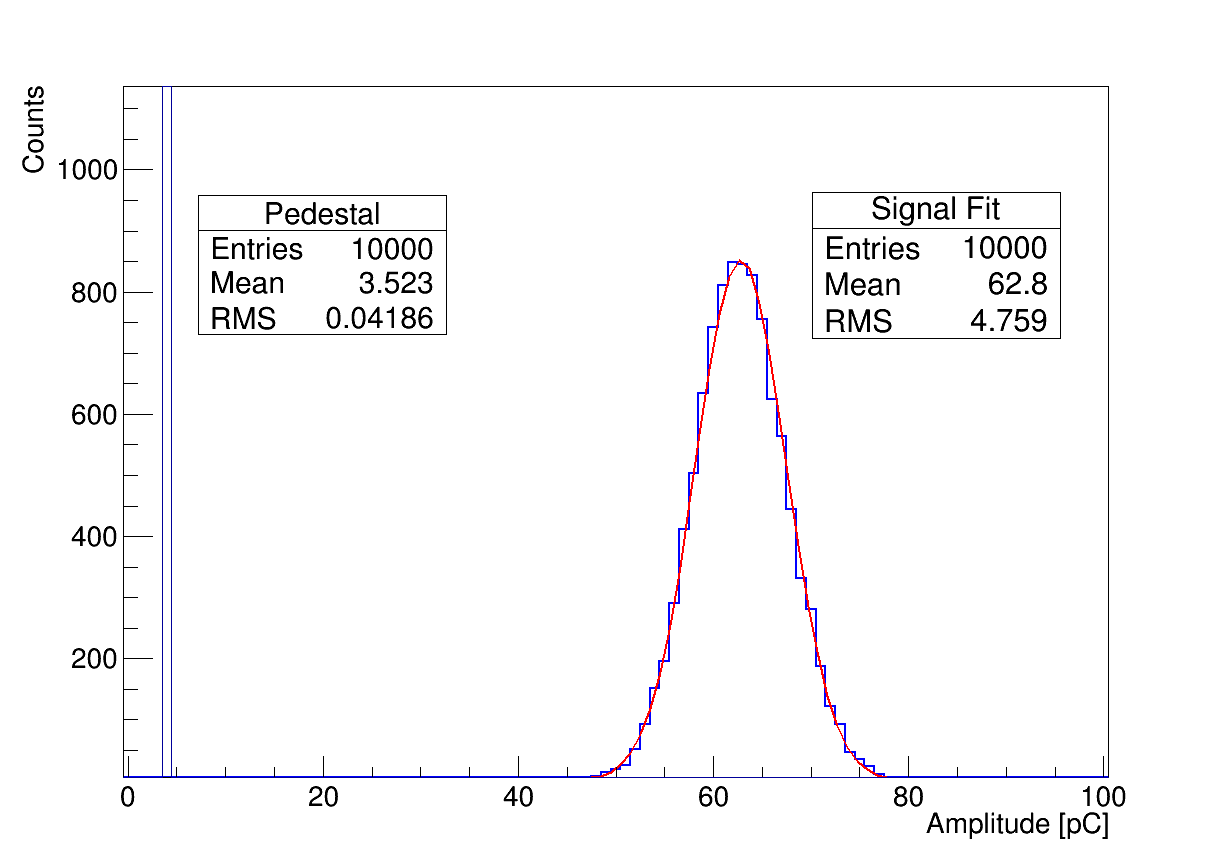 Counts
1000
800
600
400
200
Pedestal
Entries 10000
Mean 3.523
RMS 0.04186
Signal Fit
Entries 10000
Mean 62.8
RMS 4.759
0 20 40 60 80 100
Amplitude [pC]